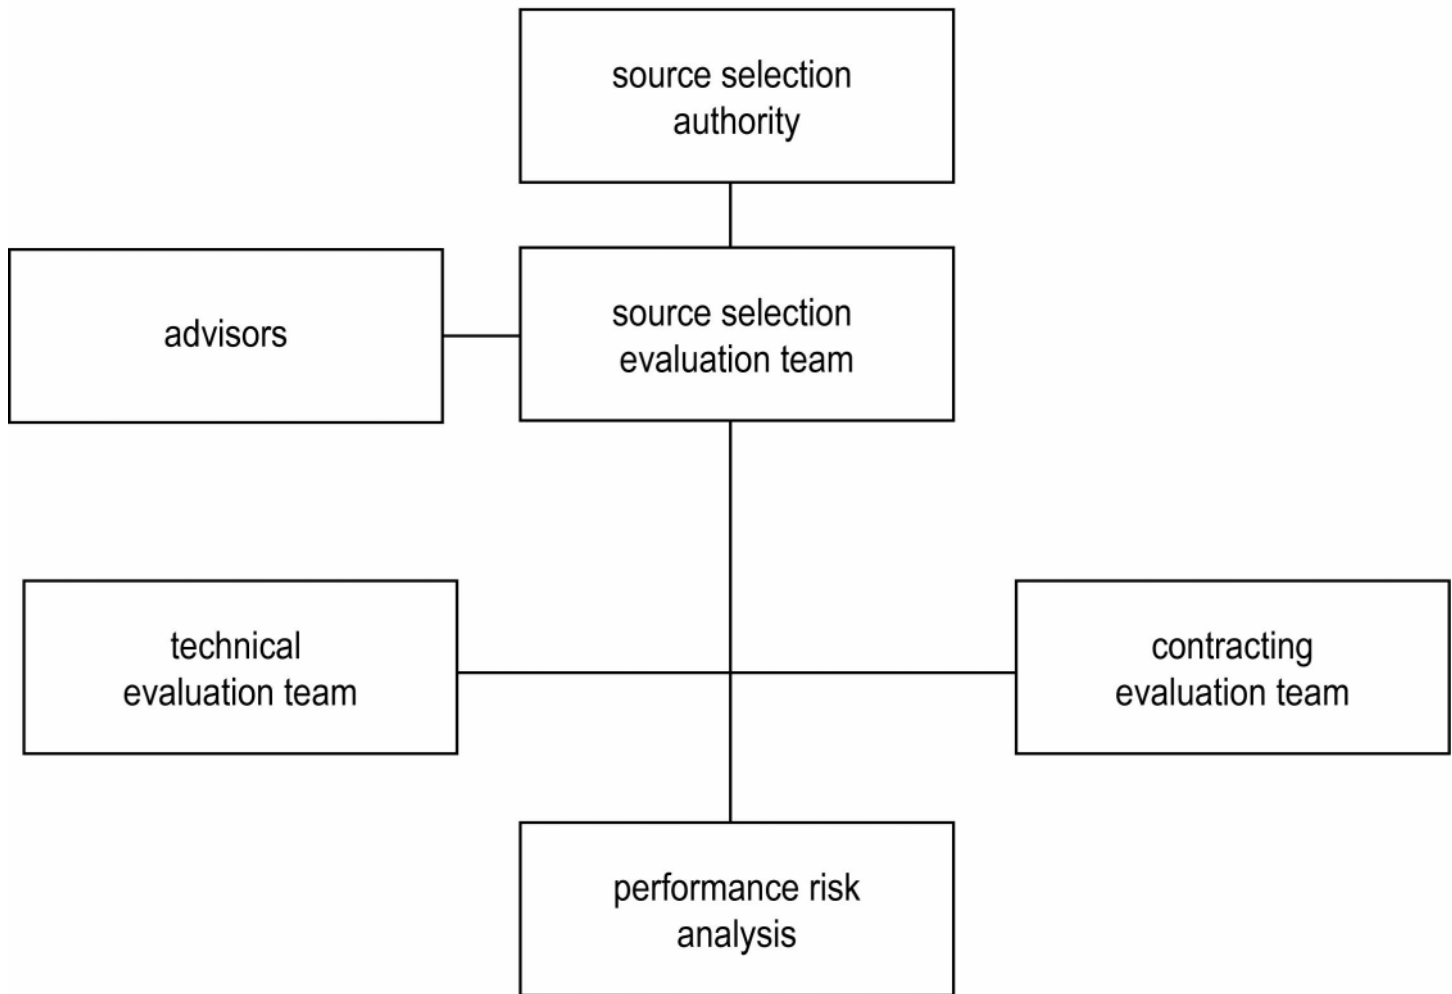 source selection
authority
advisors
source selection
evaluation team
technical
evaluation team
contracting
evaluation team
performance risk
analysis